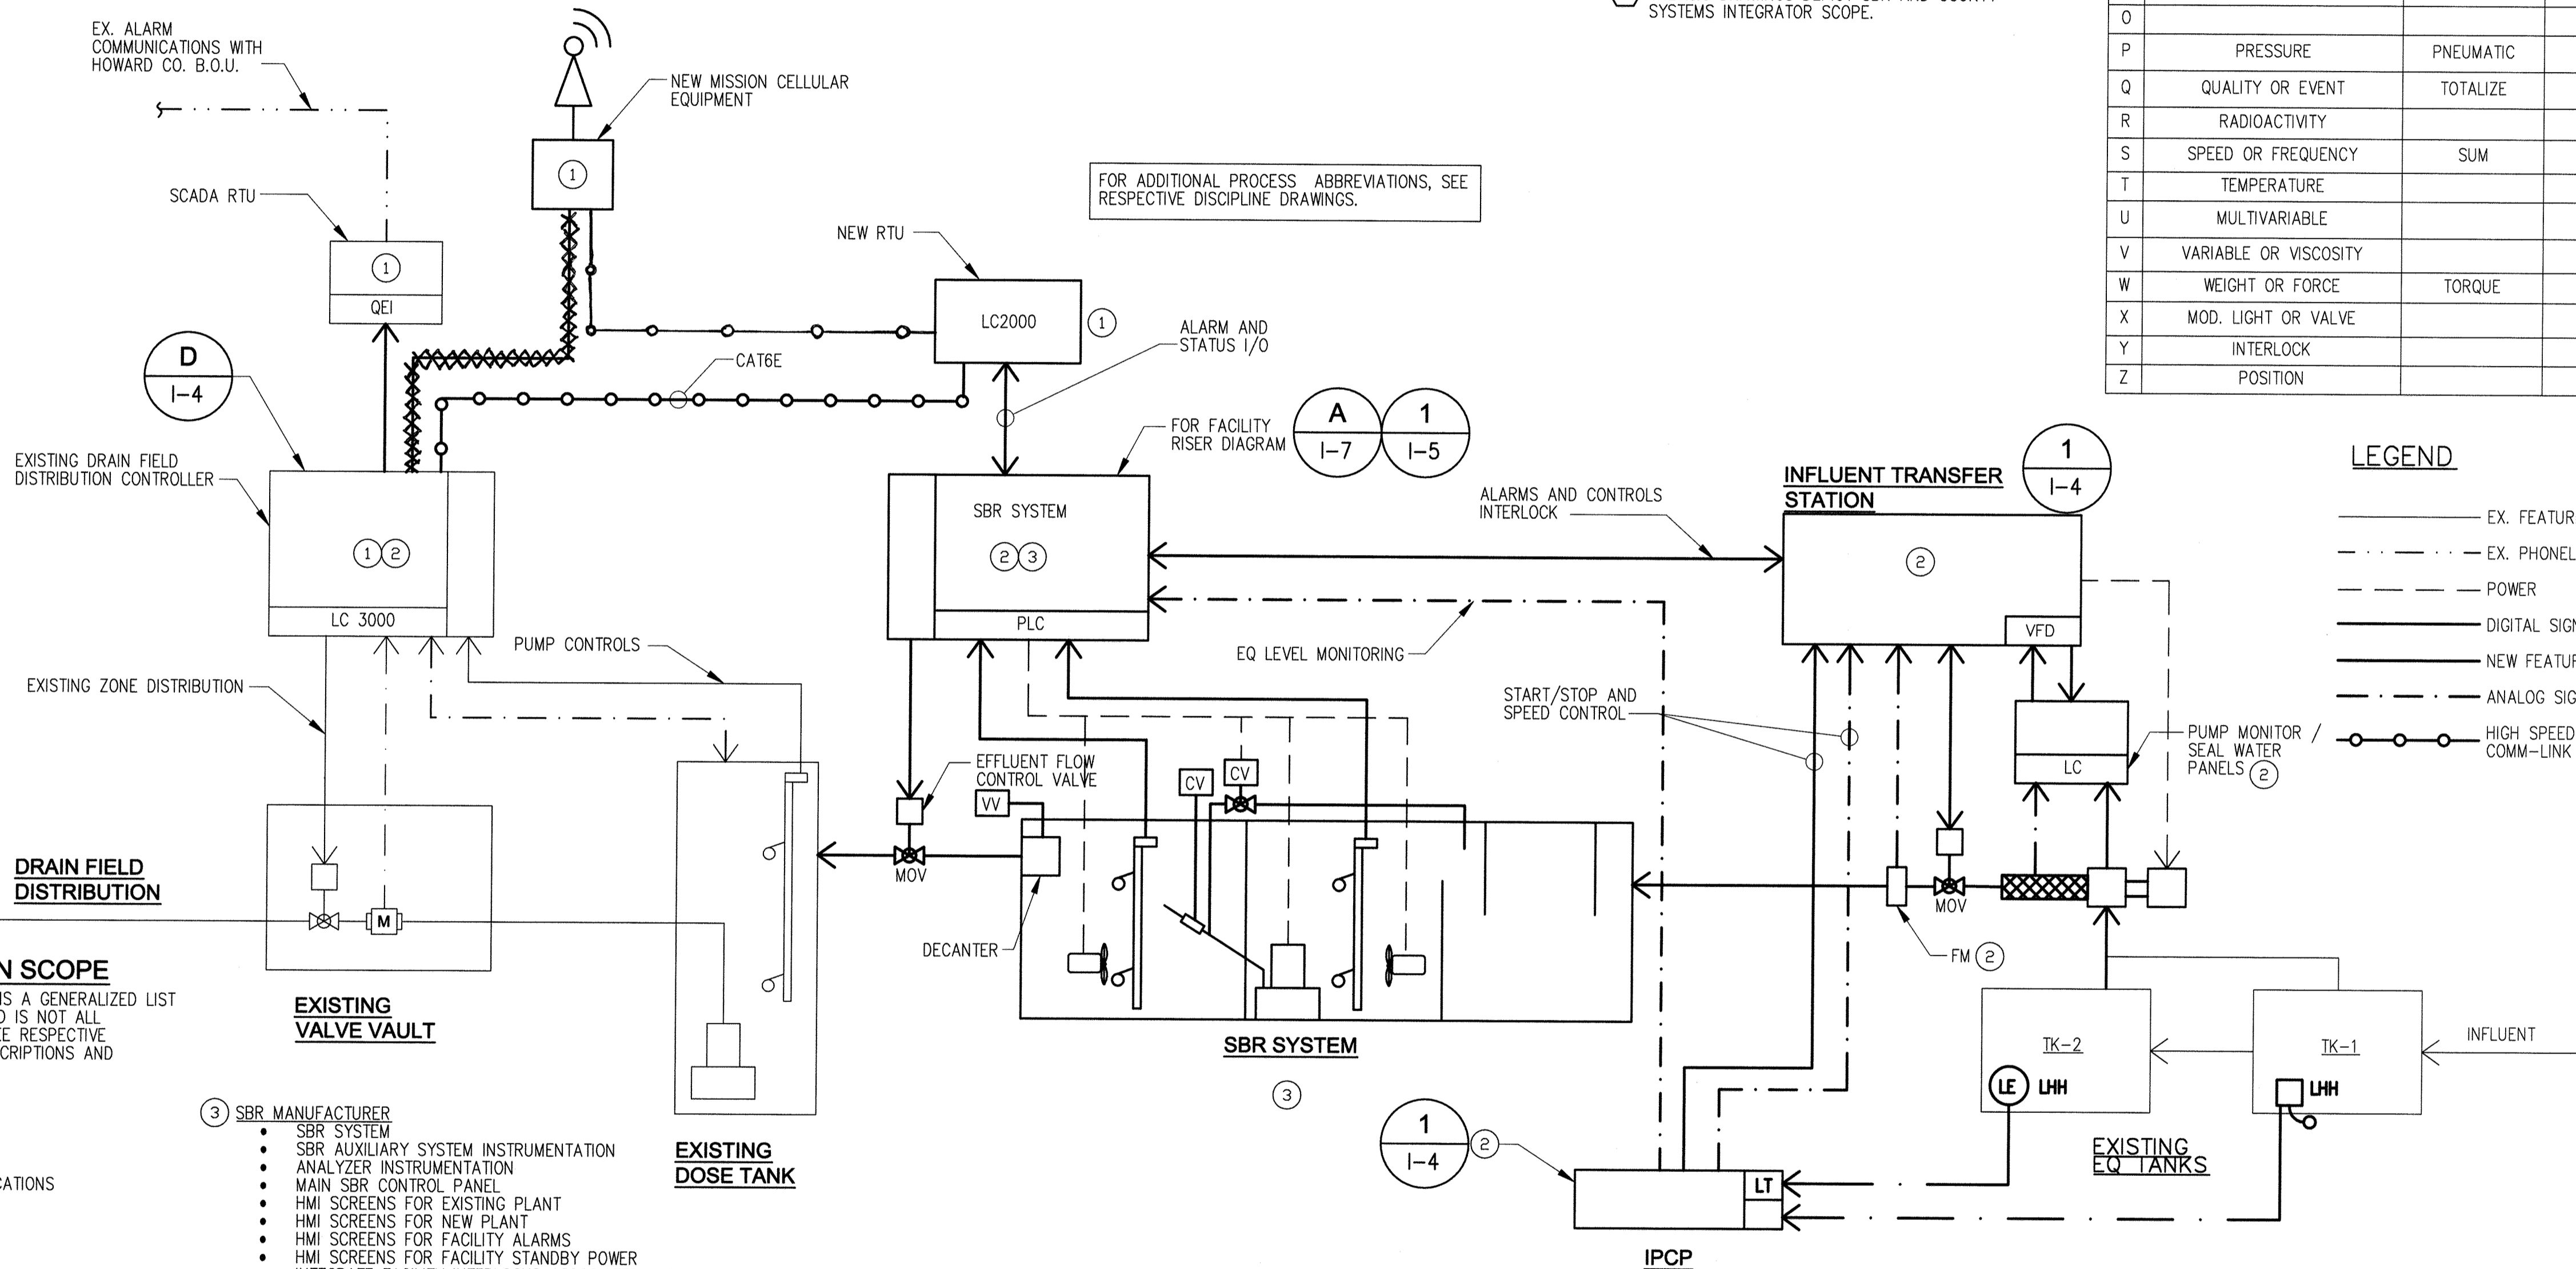 EX. ALARM
COMMUNICATIONS WITH
HOWARD CO. B.O.U.
NEW MISSION CELLULAR
EQUIPMENT
1
SCADA RTU
1
QEI
D
I-4
EXISTING DRAIN FIELD
DISTRIBUTION CONTROLLER
1 2
LC 3000
CAT6E
NEW RTU
LC2000
1
ALARM AND
STATUS I/O
FOR ADDITIONAL PROCESS ABBREVIATIONS, SEE
RESPECTIVE DISCIPLINE DRAWINGS.
SYSTEMS INTEGRATOR SCOPE.
O
P PRESSURE PNEUMATIC
Q QUALITY OR EVENT TOTALIZE
R RADIOACTIVITY
S SPEED OR FREQUENCY SUM
T TEMPERATURE
U MULTIVARIABLE
V VARIABLE OR VISCOSITY
W WEIGHT OR FORCE TORQUE
X MOD. LIGHT OR VALVE
Y INTERLOCK
Z POSITION
FOR FACILITY
RISER DIAGRAM
A
I-7
1
I-5
SBR SYSTEM
2 3
PLC
ALARMS AND CONTROLS
INTERLOCK
EQ LEVEL MONITORING
INFLUENT TRANSFER
STATION
1
I-4
2
VFD
START/STOP AND
SPEED CONTROL
LC
PUMP MONITOR /
SEAL WATER
PANELS 2
LEGEND
EX. FEATUR
EX. PHONEL
POWER
DIGITAL SIGN
NEW FEATUR
ANALOG SIG
HIGH SPEED
COMM-LINK
PUMP CONTROLS
EXISTING ZONE DISTRIBUTION
DRAIN FIELD
DISTRIBUTION
M
EXISTING
VALVE VAULT
EXISTING
DOSE TANK
EFFLUENT FLOW
CONTROL VALVE
VV
CV
CV
MOV
DECANTER
SBR SYSTEM
3
MOV
FM 2
TK-2
LE LHH
TK-1
LHH
INFLUENT
EXISTING
EQ TANKS
1
I-4
2
LT
IPCP
N SCOPE
IS A GENERALIZED LIST
D IS NOT ALL
EE RESPECTIVE
CRIPTIONS AND
CATIONS
3 SBR MANUFACTURER
• SBR SYSTEM
• SBR AUXILIARY SYSTEM INSTRUMENTATION
• ANALYZER INSTRUMENTATION
• MAIN SBR CONTROL PANEL
• HMI SCREENS FOR EXISTING PLANT
• HMI SCREENS FOR NEW PLANT
• HMI SCREENS FOR FACILITY ALARMS
• HMI SCREENS FOR FACILITY STANDBY POWER